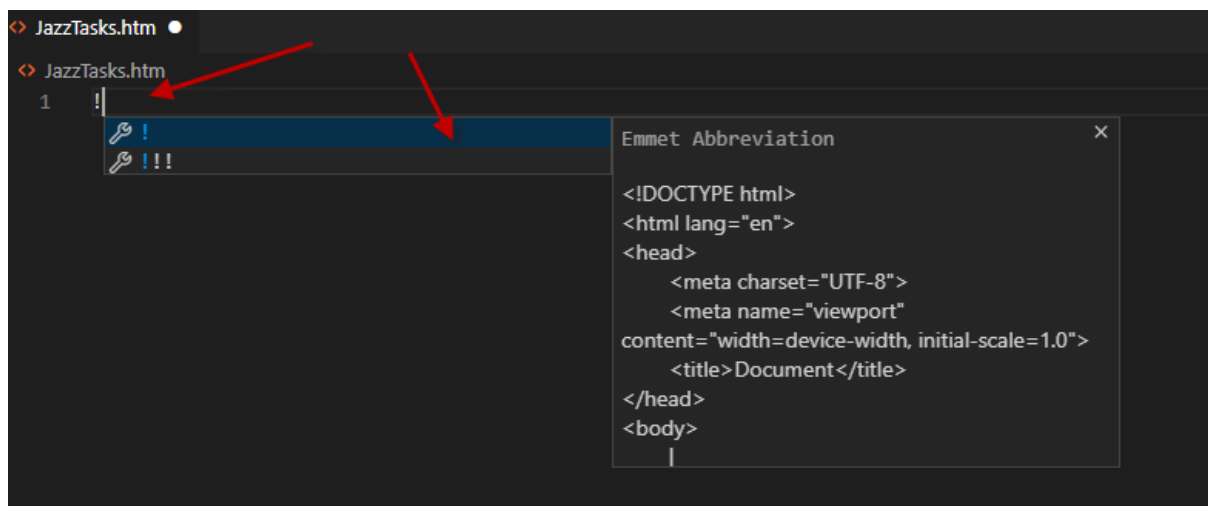 <> JazzTasks.htm ●
<> JazzTasks.htm
1 !
!
!!!
Emmet Abbreviation ×
<!DOCTYPE html>
<html lang="en">
<head>
<meta charset="UTF-8">
<meta name="viewport"
content="width=device-width, initial-scale=1.0">
<title>Document</title>
</head>
<body>